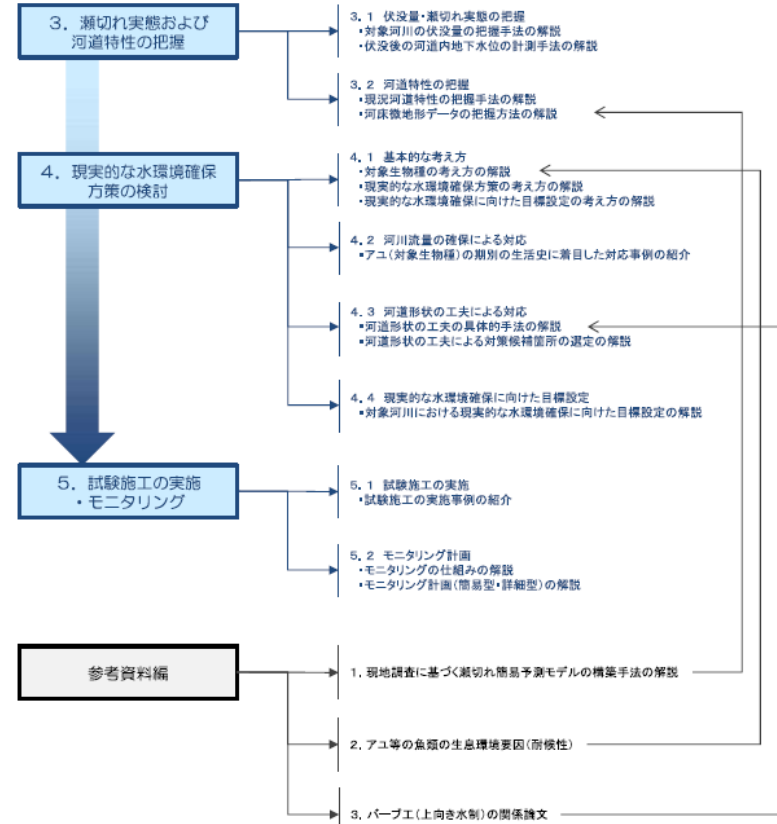 3．瀬切れ実態および
河道特性の把握
3．1 伏没量・瀬切れ実態の把握
・対象河川の伏没量の把握手法の解説
・伏没後の河道内地下水位の計測手法の解説
3．2 河道特性の把握
・現況河道特性の把握手法の解説
・河床微地形データの把握方法の解説
4．現実的な水環境確保
方策の検討
4．1 基本的な考え方
・対象生物種の考え方の解説
・現実的な水環境確保方策の考え方の解説
・現実的な水環境確保に向けた目標設定の考え方の解説
4．2 河川流量の確保による対応
・アユ（対象生物種）の期別の生活史に着目した対応事例の紹介
4．3 河道形状の工夫による対応
・河道形状の工夫の具体的手法の解説
・河道形状の工夫による対策候補箇所の選定の解説
4．4 現実的な水環境確保に向けた目標設定
・対象河川における現実的な水環境確保に向けた目標設定の解説
5．試験施工の実施
・モニタリング
5．1 試験施工の実施
・試験施工の実施事例の紹介
5．2 モニタリング計画
・モニタリングの仕組みの解説
・モニタリング計画（簡易型・詳細型）の解説
参考資料編
1．現地調査に基づく瀬切れ簡易予測モデルの構築手法の解説
2．アユ等の魚類の生息環境要因（耐候性）
3．バーブ工（上向き水制）の関係論文